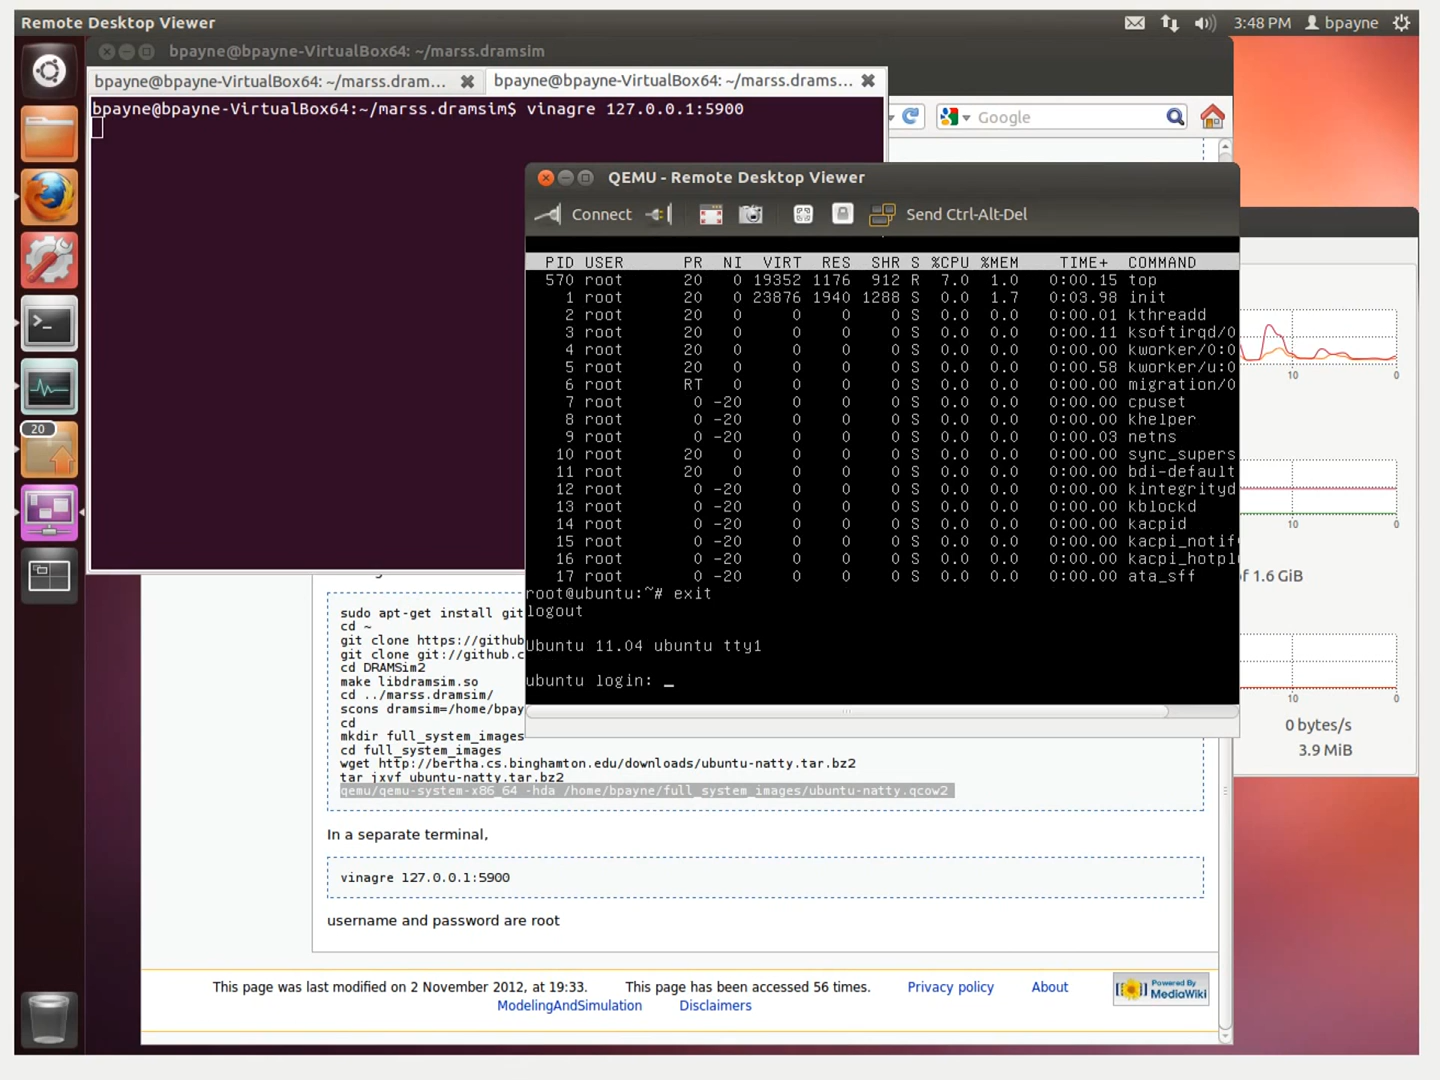 Remote Desktop Viewer
3:48 PM bpayne
bpayne@bpayne-VirtualBox64: ~/marss.dramsim
bpayne@bpayne-VirtualBox64: ~/marss.dram...
bpayne@bpayne-VirtualBox64: ~/marss.drams...
bpayne@bpayne-VirtualBox64:~/marss.dramsim$ vinagre 127.0.0.1:5900
Google
QEMU - Remote Desktop Viewer
Connect Send Ctrl-Alt-Del
PID USER PR NI VIRT RES SHR S %CPU %MEM TIME+ COMMAND
570 root 20 0 19352 1176 912 R 7.0 1.0 0:00.15 top
1 root 20 0 23876 1940 1288 S 0.0 1.7 0:03.98 init
2 root 20 0 0 0 0 S 0.0 0.0 0:00.01 kthreadd
3 root 20 0 0 0 0 S 0.0 0.0 0:00.11 ksoftirqd/0
4 root 20 0 0 0 0 S 0.0 0.0 0:00.00 kworker/0:0
5 root 20 0 0 0 0 S 0.0 0.0 0:00.58 kworker/u:0
6 root RT 0 0 0 0 S 0.0 0.0 0:00.00 migration/0
7 root 0 -20 0 0 0 S 0.0 0.0 0:00.00 cpuset
8 root 0 -20 0 0 0 S 0.0 0.0 0:00.00 khelper
9 root 0 -20 0 0 0 S 0.0 0.0 0:00.03 netns
10 root 20 0 0 0 0 S 0.0 0.0 0:00.00 sync_supers
11 root 20 0 0 0 0 S 0.0 0.0 0:00.00 bdi-default
12 root 0 -20 0 0 0 S 0.0 0.0 0:00.00 kintegrityd
13 root 0 -20 0 0 0 S 0.0 0.0 0:00.00 kblockd
14 root 0 -20 0 0 0 S 0.0 0.0 0:00.00 kacpid
15 root 0 -20 0 0 0 S 0.0 0.0 0:00.00 kacpi_notif
16 root 0 -20 0 0 0 S 0.0 0.0 0:00.00 kacpi_hotpl
17 root 0 -20 0 0 0 S 0.0 0.0 0:00.00 ata_sff
root@ubuntu:~# exit
logout
Ubuntu 11.04 ubuntu tty1
ubuntu login: _
10 0
10 0
of 1.6 GiB
10 0
0 bytes/s
3.9 MiB
20
sudo apt-get install git
cd ~
git clone https://github
git clone git://github.c
cd DRAMSim2
make libdramsim.so
cd ../marss.dramsim/
scons dramsim=/home/bpay
cd
mkdir full_system_images
cd full_system_images
wget http://bertha.cs.binghamton.edu/downloads/ubuntu-natty.tar.bz2
tar jxvf ubuntu-natty.tar.bz2
qemu/qemu-system-x86_64 -hda /home/bpayne/full_system_images/ubuntu-natty.qcow2
In a separate terminal,
vinagre 127.0.0.1:5900
username and password are root
This page was last modified on 2 November 2012, at 19:33. This page has been accessed 56 times. Privacy policy About
ModelingAndSimulation Disclaimers
Powered By
MediaWiki